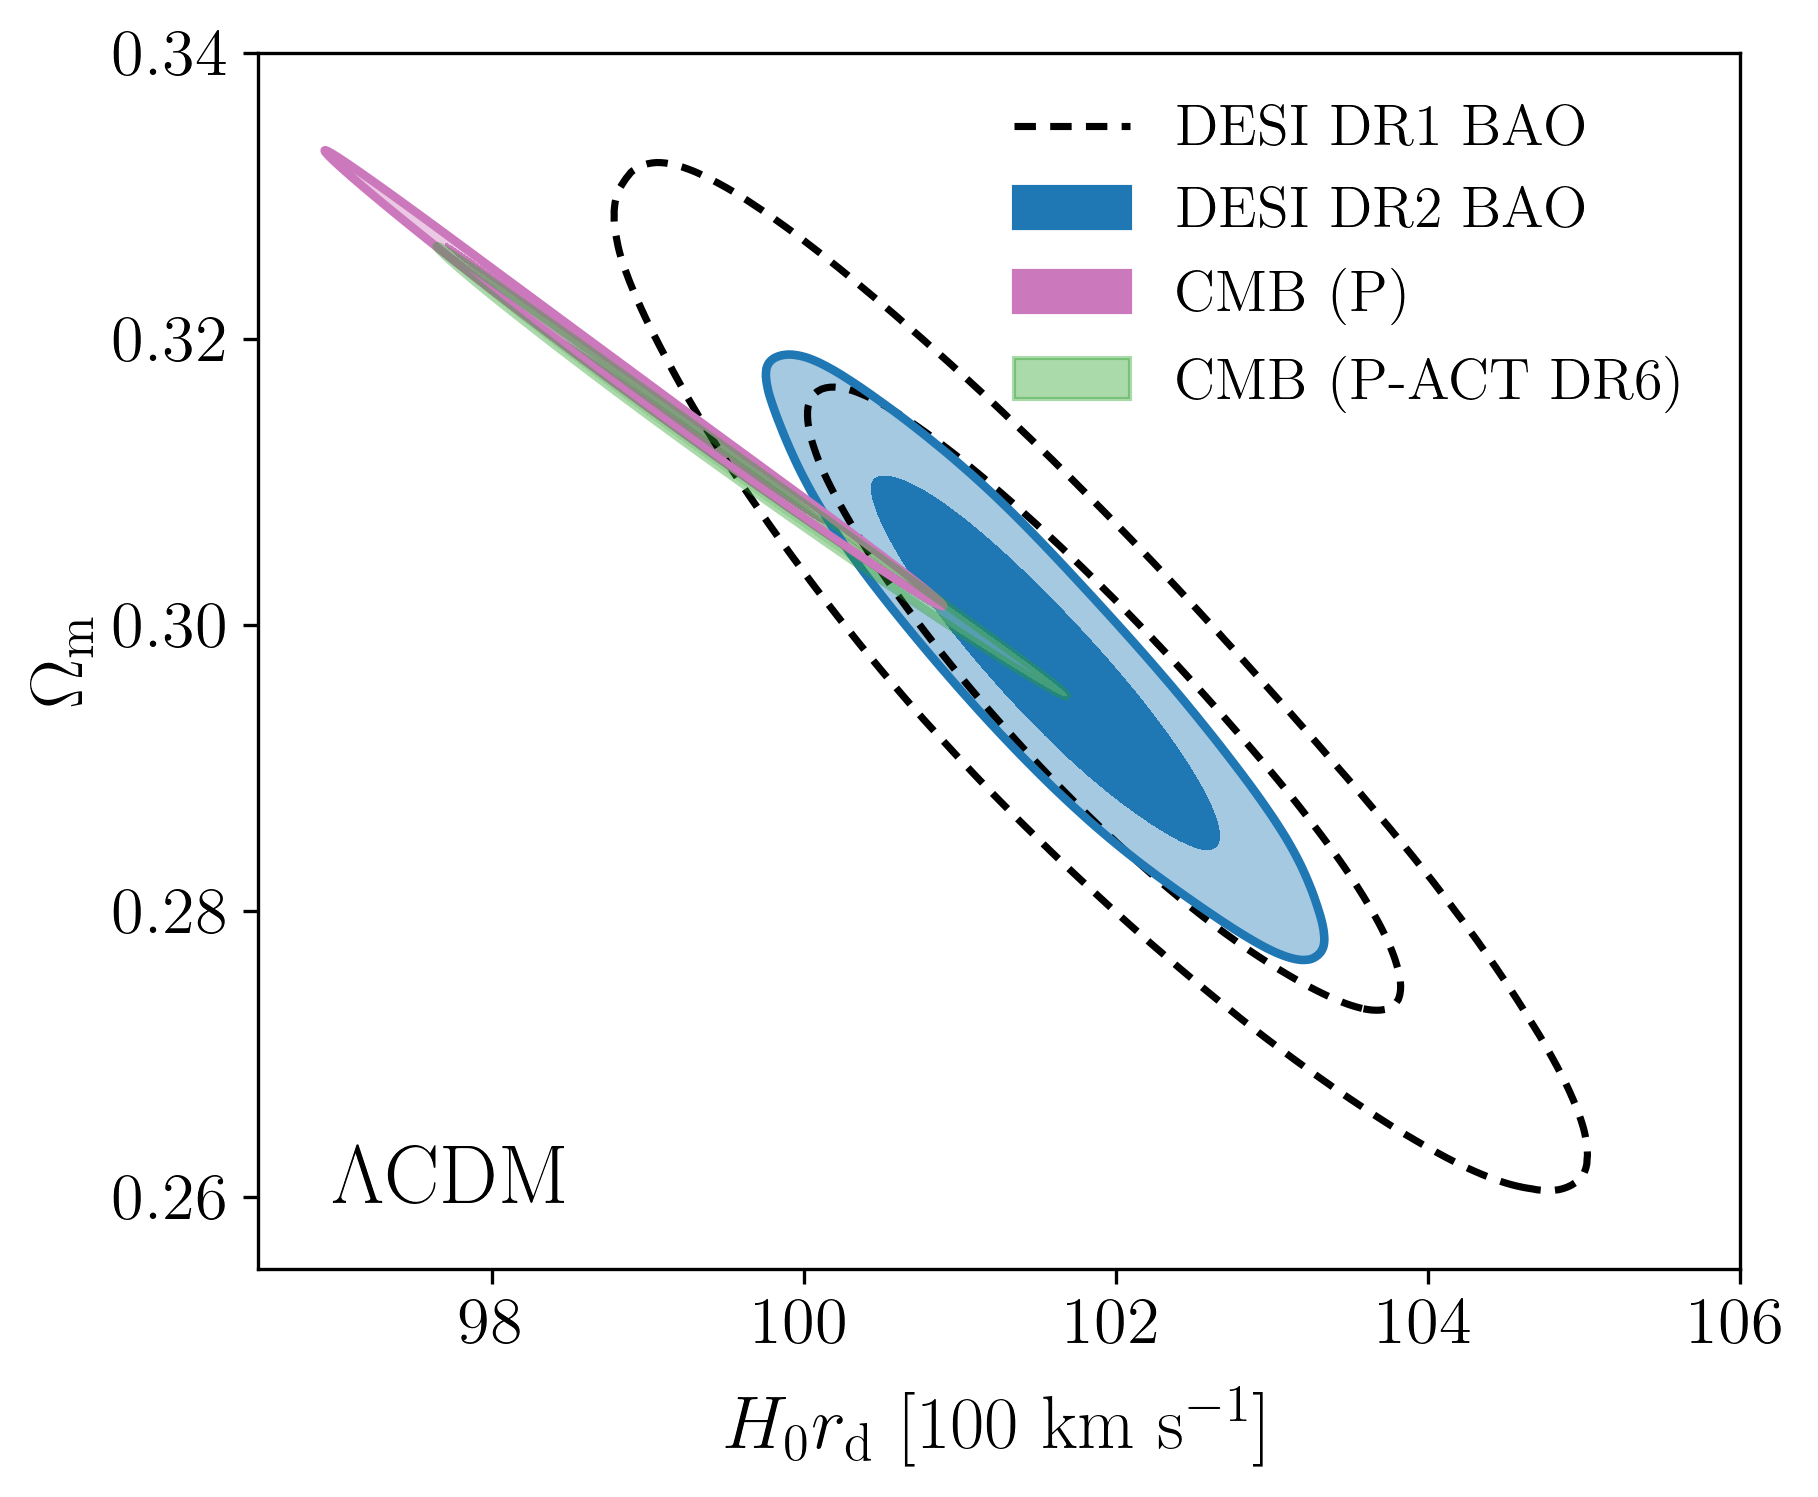 0.34
0.32
0.30
0.28
0.26
Ωm
DESI DR1 BAO
DESI DR2 BAO
CMB (P)
CMB (P-ACT DR6)
ΛCDM
98 100 102 104 106
H₀r_d [100 km s⁻¹]